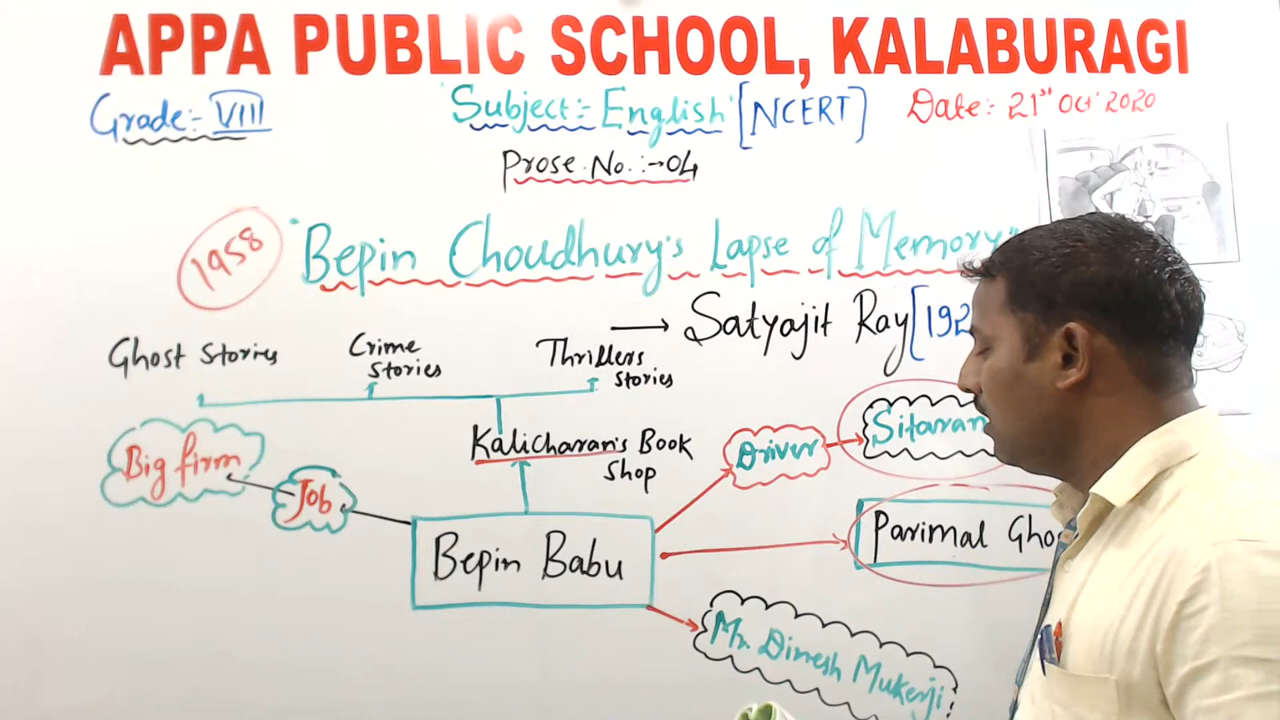 APPA PUBLIC SCHOOL, KALABURAGI
Grade:- VIII
Subject:- English [NCERT]
Date:- 21st Oct' 2020
Prose.No.:-04
1958
"Bepin Choudhury's Lapse of Memory"
→ Satyajit Ray [192
Ghost Stories
Crime Stories
Thrillers Stories
Kalicharan's Book Shop
Big firm
Job
Driver
Sitaram
Bepin Babu
Parimal Gho
Mr. Dinesh Mukerji